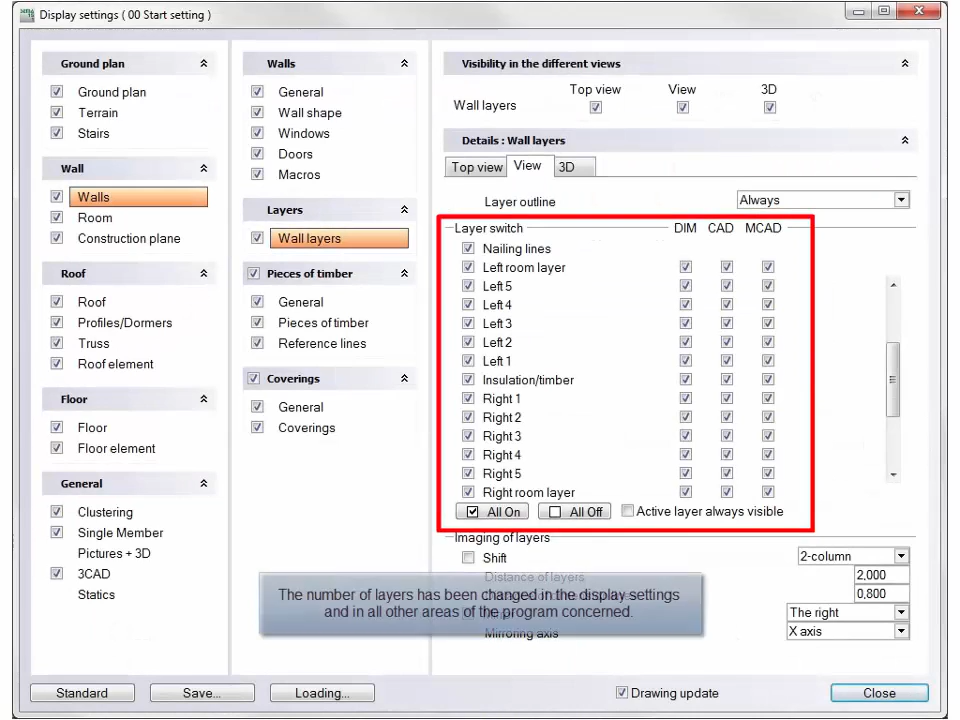 Display settings ( 00 Start setting )
Ground plan
Ground plan
Terrain
Stairs
Wall
Walls
Room
Construction plane
Roof
Roof
Profiles/Dormers
Truss
Roof element
Floor
Floor
Floor element
General
Clustering
Single Member
Pictures + 3D
3CAD
Statics
Walls
General
Wall shape
Windows
Doors
Macros
Layers
Wall layers
Pieces of timber
General
Pieces of timber
Reference lines
Coverings
General
Coverings
Visibility in the different views
Top view View 3D
Wall layers
Details : Wall layers
Top view View 3D
Layer outline Always
Layer switch DIM CAD MCAD
Nailing lines
Left room layer
Left 5
Left 4
Left 3
Left 2
Left 1
Insulation/timber
Right 1
Right 2
Right 3
Right 4
Right 5
Right room layer
All On All Off Active layer always visible
Imaging of layers
Shift 2-column
Distance of layers 2,000
0,800
The right
Mirroring axis X axis
The number of layers has been changed in the display settings
and in all other areas of the program concerned.
Standard Save... Loading... Drawing update Close